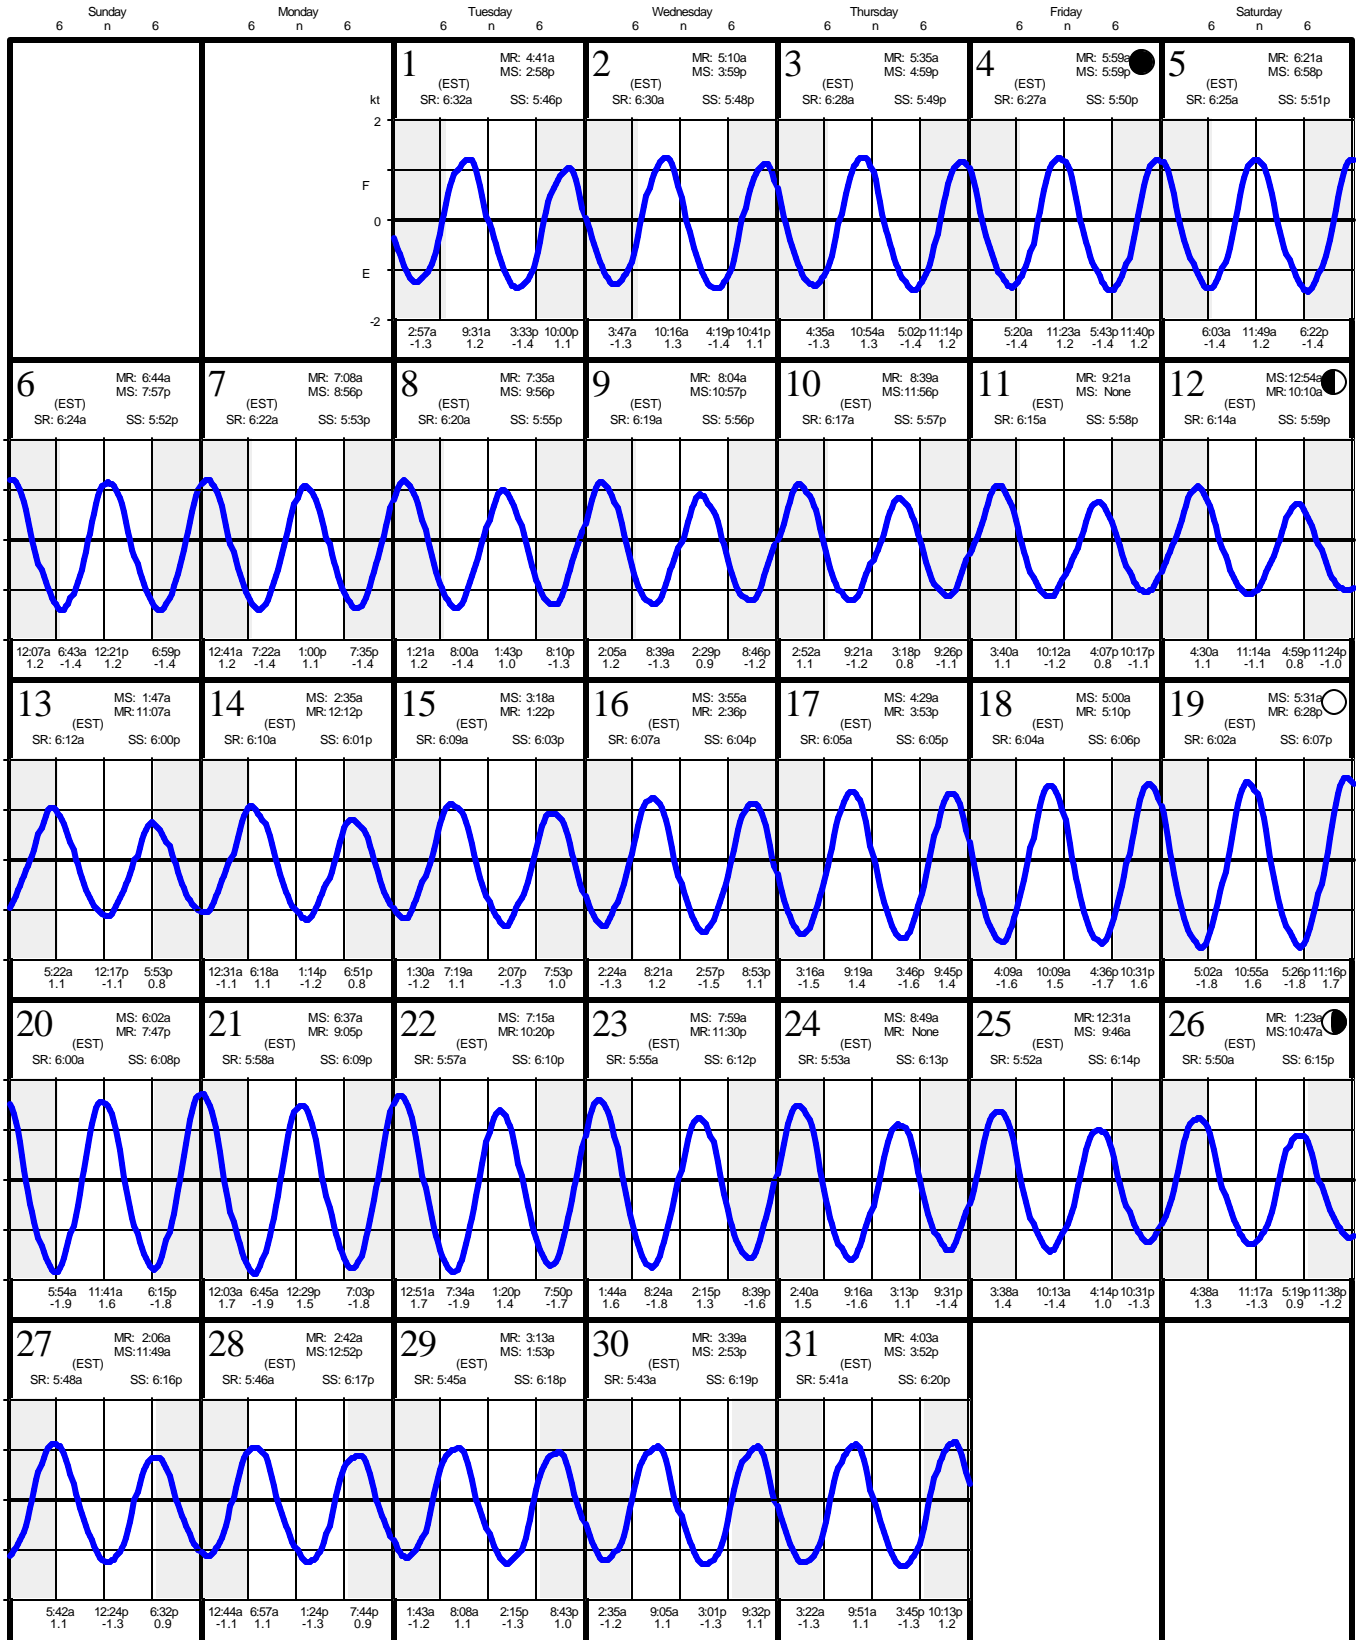 Sunday Monday Tuesday Wednesday Thursday Friday Saturday
6 n 6 6 n 6 6 n 6 6 n 6 6 n 6 6 n 6 6 n 6
1 MR: 4:41a
MS: 2:58p
(EST)
SR: 6:32a SS: 5:46p
2 MR: 5:10a
MS: 3:59p
(EST)
SR: 6:30a SS: 5:48p
3 MR: 5:35a
MS: 4:59p
(EST)
SR: 6:28a SS: 5:49p
4 MR: 5:59a
MS: 5:59p
(EST)
SR: 6:27a SS: 5:50p
5 MR: 6:21a
MS: 6:58p
(EST)
SR: 6:25a SS: 5:51p
kt
2
F
0
E
-2
2:57a 9:31a 3:33p 10:00p
-1.3 1.2 -1.4 1.1
3:47a 10:16a 4:19p 10:41p
-1.3 1.3 -1.4 1.1
4:35a 10:54a 5:02p 11:14p
-1.3 1.3 -1.4 1.2
5:20a 11:23a 5:43p 11:40p
-1.4 1.2 -1.4 1.2
6:03a 11:49a 6:22p
-1.4 1.2 -1.4
6 MR: 6:44a
MS: 7:57p
(EST)
SR: 6:24a SS: 5:52p
7 MR: 7:08a
MS: 8:56p
(EST)
SR: 6:22a SS: 5:53p
8 MR: 7:35a
MS: 9:56p
(EST)
SR: 6:20a SS: 5:55p
9 MR: 8:04a
MS:10:57p
(EST)
SR: 6:19a SS: 5:56p
10 MR: 8:39a
MS:11:56p
(EST)
SR: 6:17a SS: 5:57p
11 MR: 9:21a
MS: None
(EST)
SR: 6:15a SS: 5:58p
12 MS:12:54a
MR:10:10a
(EST)
SR: 6:14a SS: 5:59p
12:07a 6:43a 12:21p 6:59p
1.2 -1.4 1.2 -1.4
12:41a 7:22a 1:00p 7:35p
1.2 -1.4 1.1 -1.4
1:21a 8:00a 1:43p 8:10p
1.2 -1.4 1.0 -1.3
2:05a 8:39a 2:29p 8:46p
1.2 -1.3 0.9 -1.2
2:52a 9:21a 3:18p 9:26p
1.1 -1.2 0.8 -1.1
3:40a 10:12a 4:07p 10:17p
1.1 -1.2 0.8 -1.1
4:30a 11:14a 4:59p 11:24p
1.1 -1.1 0.8 -1.0
13 MS: 1:47a
MR:11:07a
(EST)
SR: 6:12a SS: 6:00p
14 MS: 2:35a
MR:12:12p
(EST)
SR: 6:10a SS: 6:01p
15 MS: 3:18a
MR: 1:22p
(EST)
SR: 6:09a SS: 6:03p
16 MS: 3:55a
MR: 2:36p
(EST)
SR: 6:07a SS: 6:04p
17 MS: 4:29a
MR: 3:53p
(EST)
SR: 6:05a SS: 6:05p
18 MS: 5:00a
MR: 5:10p
(EST)
SR: 6:04a SS: 6:06p
19 MS: 5:31a
MR: 6:28p
(EST)
SR: 6:02a SS: 6:07p
5:22a 12:17p 5:53p
1.1 -1.1 0.8
12:31a 6:18a 1:14p 6:51p
-1.1 1.1 -1.2 0.8
1:30a 7:19a 2:07p 7:53p
-1.2 1.1 -1.3 1.0
2:24a 8:21a 2:57p 8:53p
-1.3 1.2 -1.5 1.1
3:16a 9:19a 3:46p 9:45p
-1.5 1.4 -1.6 1.4
4:09a 10:09a 4:36p 10:31p
-1.6 1.5 -1.7 1.6
5:02a 10:55a 5:26p 11:16p
-1.8 1.6 -1.8 1.7
20 MS: 6:02a
MR: 7:47p
(EST)
SR: 6:00a SS: 6:08p
21 MS: 6:37a
MR: 9:05p
(EST)
SR: 5:58a SS: 6:09p
22 MS: 7:15a
MR:10:20p
(EST)
SR: 5:57a SS: 6:10p
23 MS: 7:59a
MR:11:30p
(EST)
SR: 5:55a SS: 6:12p
24 MS: 8:49a
MR: None
(EST)
SR: 5:53a SS: 6:13p
25 MR:12:31a
MS: 9:46a
(EST)
SR: 5:52a SS: 6:14p
26 MR: 1:23a
MS:10:47a
(EST)
SR: 5:50a SS: 6:15p
5:54a 11:41a 6:15p
-1.9 1.6 -1.8
12:03a 6:45a 12:29p 7:03p
1.7 -1.9 1.5 -1.8
12:51a 7:34a 1:20p 7:50p
1.7 -1.9 1.4 -1.7
1:44a 8:24a 2:15p 8:39p
1.6 -1.8 1.3 -1.6
2:40a 9:16a 3:13p 9:31p
1.5 -1.6 1.1 -1.4
3:38a 10:13a 4:14p 10:31p
1.4 -1.4 1.0 -1.3
4:38a 11:17a 5:19p 11:38p
1.3 -1.3 0.9 -1.2
27 MR: 2:06a
MS:11:49a
(EST)
SR: 5:48a SS: 6:16p
28 MR: 2:42a
MS:12:52p
(EST)
SR: 5:46a SS: 6:17p
29 MR: 3:13a
MS: 1:53p
(EST)
SR: 5:45a SS: 6:18p
30 MR: 3:39a
MS: 2:53p
(EST)
SR: 5:43a SS: 6:19p
31 MR: 4:03a
MS: 3:52p
(EST)
SR: 5:41a SS: 6:20p
5:42a 12:24p 6:32p
1.1 -1.3 0.9
12:44a 6:57a 1:24p 7:44p
-1.1 1.1 -1.3 0.9
1:43a 8:08a 2:15p 8:43p
-1.2 1.1 -1.3 1.0
2:35a 9:05a 3:01p 9:32p
-1.2 1.1 -1.3 1.1
3:22a 9:51a 3:45p 10:13p
-1.3 1.1 -1.3 1.2